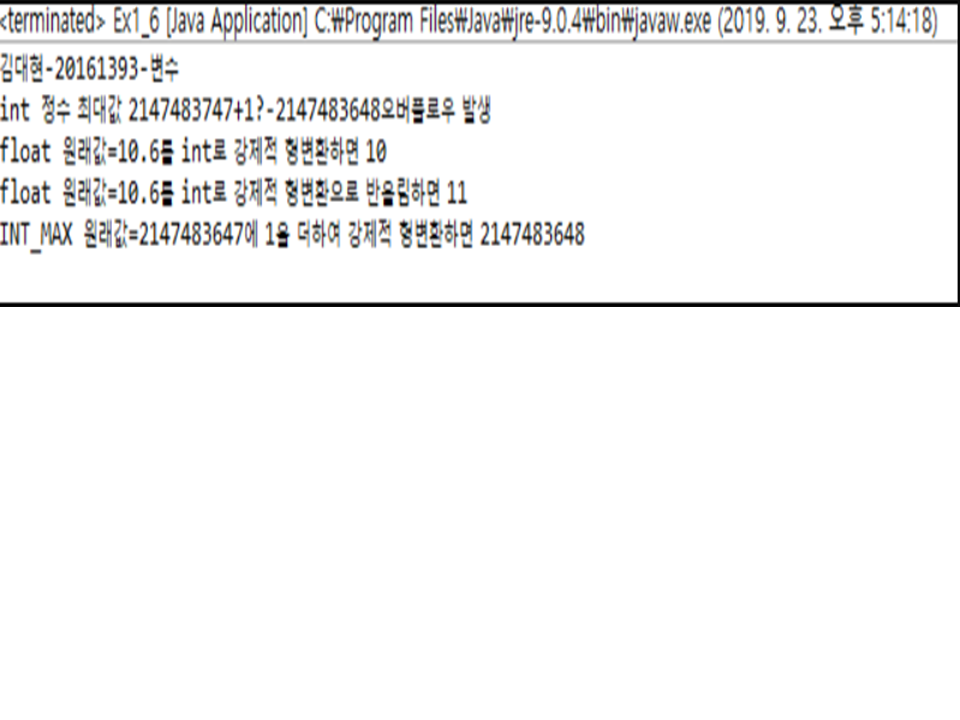 <terminated> Ex1_6 [Java Application] C:₩Program Files₩Java₩jre-9.0.4₩bin₩javaw.exe (2019. 9. 23. 오후 5:14:18)
김대현-20161393-변수
int 정수 최대값 2147483747+1?-2147483648오버플로우 발생
float 원래값=10.6를 int로 강제적 형변환하면 10
float 원래값=10.6를 int로 강제적 형변환으로 반올림하면 11
INT_MAX 원래값=2147483647에 1을 더하여 강제적 형변환하면 2147483648